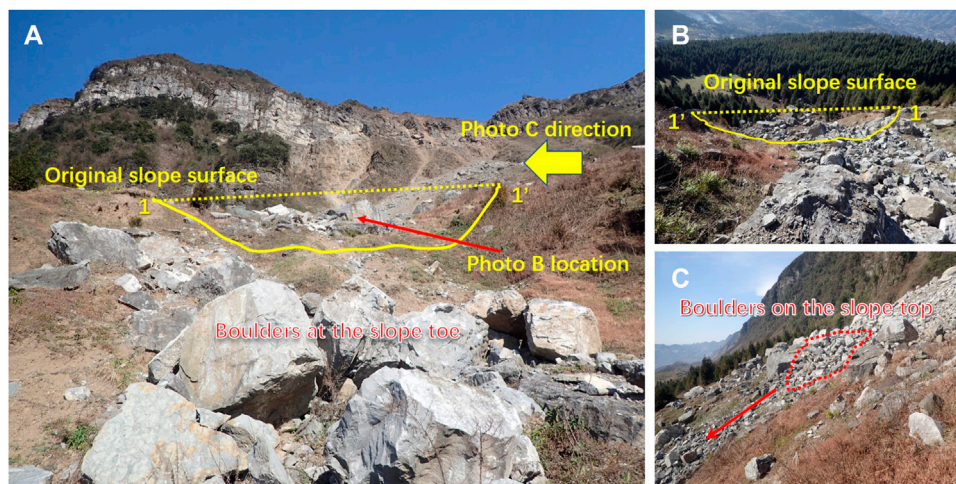 A
Photo C direction
Original slope surface
1
1'
Photo B location
Boulders at the slope toe
B
Original slope surface
1'
1
C
Boulders on the slope top